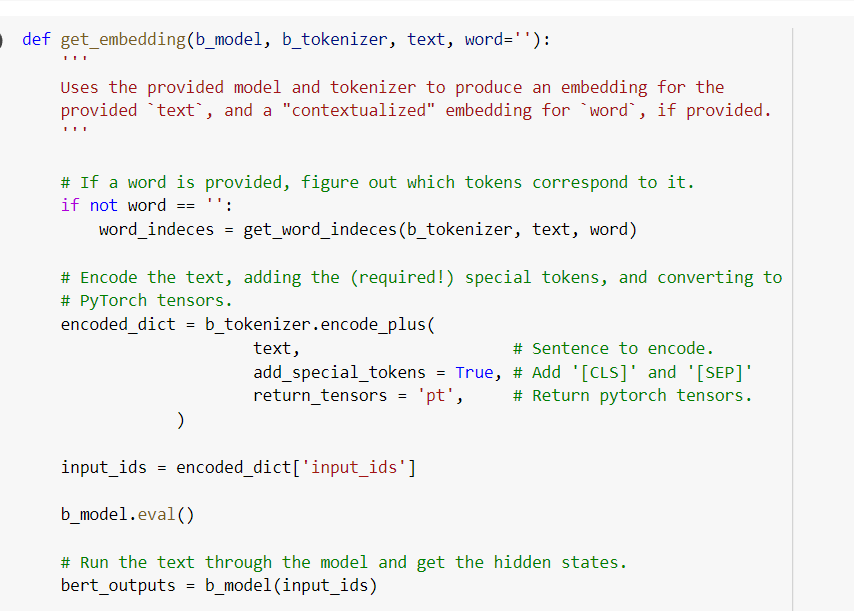 def get_embedding(b_model, b_tokenizer, text, word=''):
'''
Uses the provided model and tokenizer to produce an embedding for the
provided `text`, and a "contextualized" embedding for `word`, if provided.
'''
# If a word is provided, figure out which tokens correspond to it.
if not word == '':
word_indeces = get_word_indeces(b_tokenizer, text, word)
# Encode the text, adding the (required!) special tokens, and converting to
# PyTorch tensors.
encoded_dict = b_tokenizer.encode_plus(
text, # Sentence to encode.
add_special_tokens = True, # Add '[CLS]' and '[SEP]'
return_tensors = 'pt', # Return pytorch tensors.
)
input_ids = encoded_dict['input_ids']
b_model.eval()
# Run the text through the model and get the hidden states.
bert_outputs = b_model(input_ids)